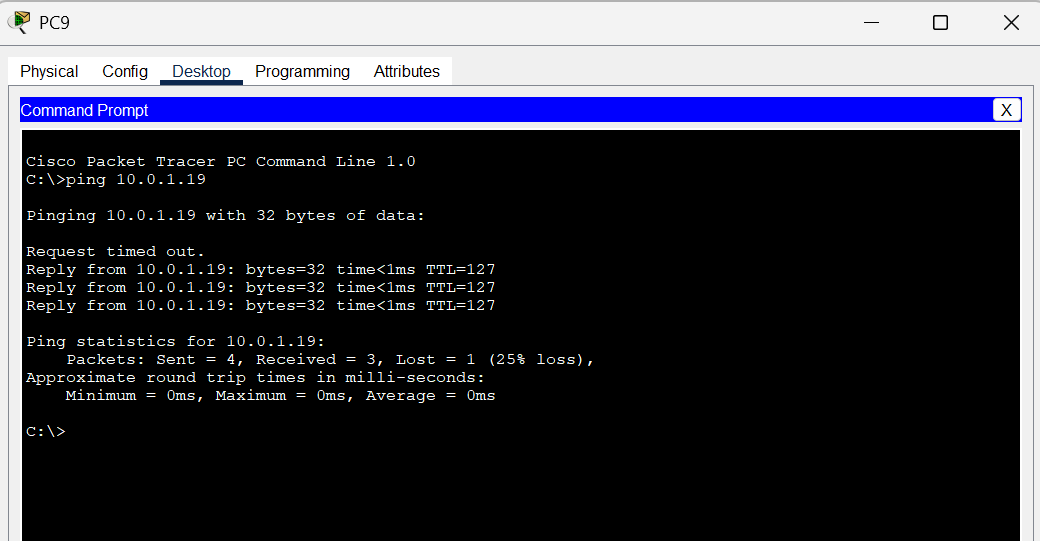 PC9
Physical Config Desktop Programming Attributes
Command Prompt
X
Cisco Packet Tracer PC Command Line 1.0
C:\>ping 10.0.1.19
Pinging 10.0.1.19 with 32 bytes of data:
Request timed out.
Reply from 10.0.1.19: bytes=32 time<1ms TTL=127
Reply from 10.0.1.19: bytes=32 time<1ms TTL=127
Reply from 10.0.1.19: bytes=32 time<1ms TTL=127
Ping statistics for 10.0.1.19:
Packets: Sent = 4, Received = 3, Lost = 1 (25% loss),
Approximate round trip times in milli-seconds:
Minimum = 0ms, Maximum = 0ms, Average = 0ms
C:\>